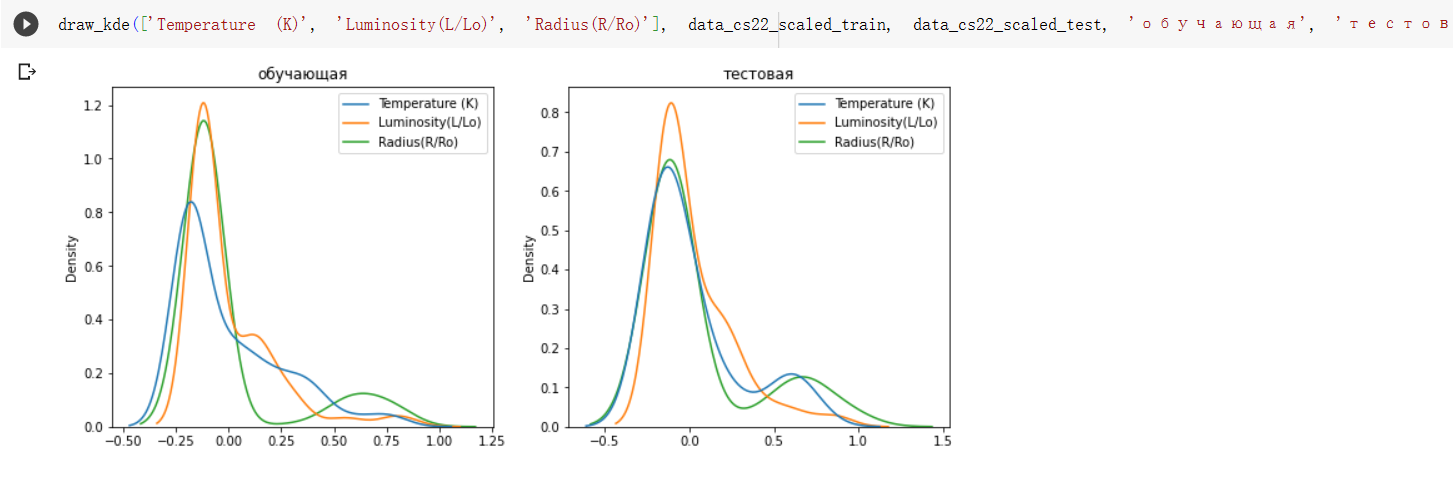 draw_kde(['Temperature  (K)', 'Luminosity(L/Lo)', 'Radius(R/Ro)'], data_cs22_scaled_train, data_cs22_scaled_test, 'обучающая', 'тестов
обучающая
Temperature (K)
Luminosity(L/Lo)
Radius(R/Ro)
Density
1.2
1.0
0.8
0.6
0.4
0.2
0.0
−0.50 −0.25 0.00 0.25 0.50 0.75 1.00 1.25
тестовая
Temperature (K)
Luminosity(L/Lo)
Radius(R/Ro)
Density
0.8
0.7
0.6
0.5
0.4
0.3
0.2
0.1
0.0
−0.5 0.0 0.5 1.0 1.5